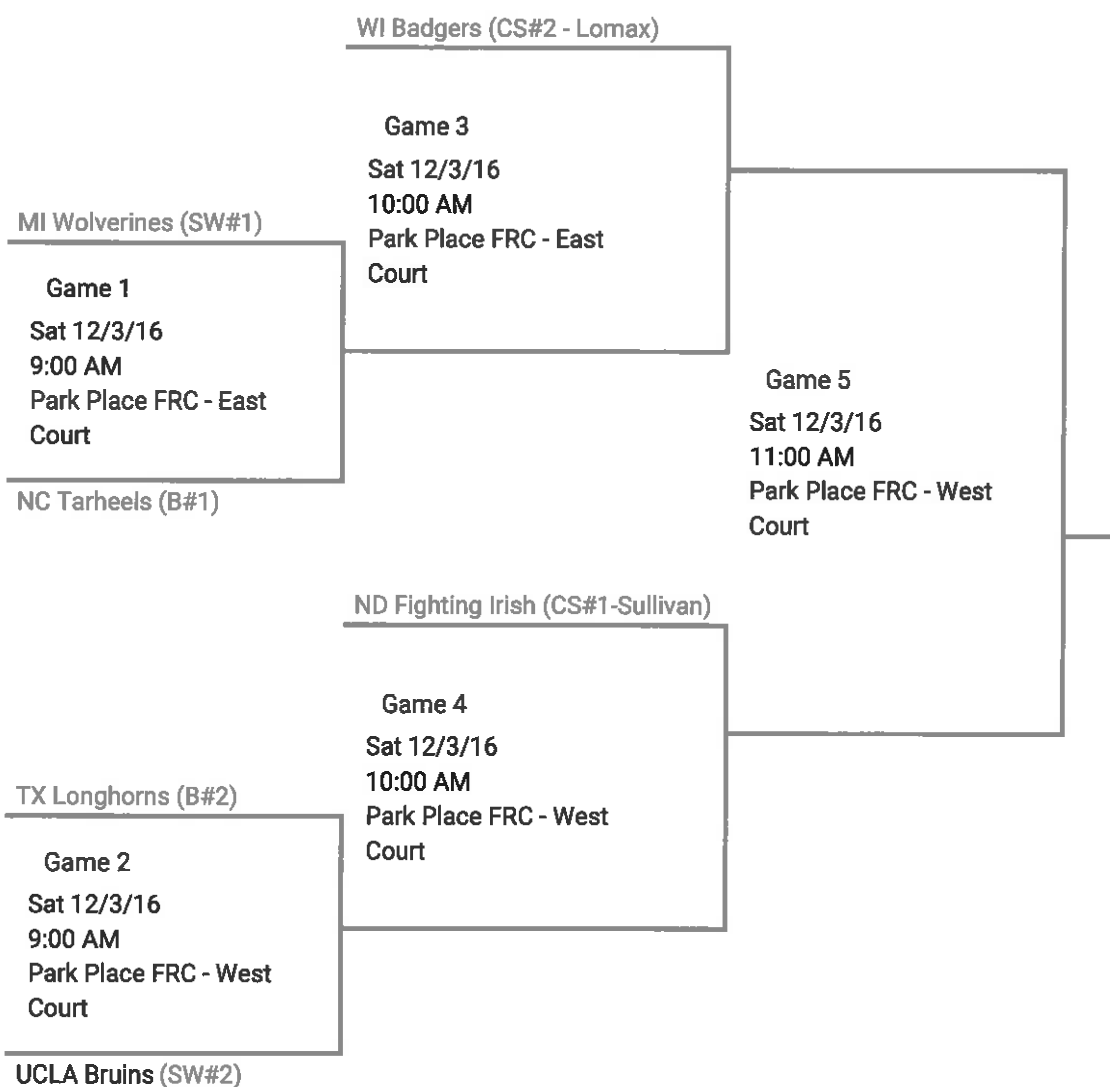 WI Badgers (CS#2 - Lomax)
Game 3
Sat 12/3/16
10:00 AM
Park Place FRC - East
Court
MI Wolverines (SW#1)
Game 1
Sat 12/3/16
9:00 AM
Park Place FRC - East
Court
NC Tarheels (B#1)
Game 5
Sat 12/3/16
11:00 AM
Park Place FRC - West
Court
ND Fighting Irish (CS#1-Sullivan)
Game 4
Sat 12/3/16
10:00 AM
Park Place FRC - West
Court
TX Longhorns (B#2)
Game 2
Sat 12/3/16
9:00 AM
Park Place FRC - West
Court
UCLA Bruins (SW#2)